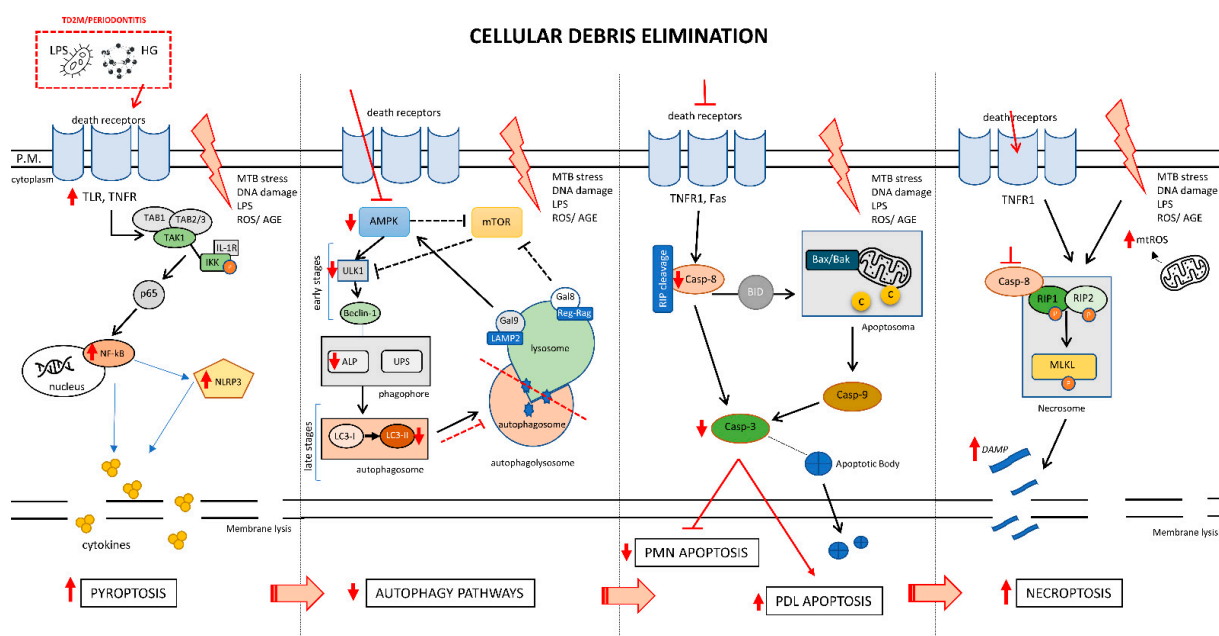 TD2M/PERIODONTITIS
LPS
HG
CELLULAR DEBRIS ELIMINATION
death receptors
P.M.
cytoplasm
TLR, TNFR
MTB stress
DNA damage
LPS
ROS/ AGE
TAB1
TAB2/3
TAK1
IL-1R
IKK
P
p65
NF-kB
nucleus
NLRP3
cytokines
Membrane lysis
PYROPTOSIS
death receptors
MTB stress
DNA damage
LPS
ROS/ AGE
AMPK
mTOR
early stages
ULK1
Beclin-1
Gal8
Reg-Rag
Gal9
LAMP2
lysosome
ALP
UPS
phagophore
late stages
LC3-I
LC3-II
autophagosome
autophagosome
autophagolysosome
AUTOPHAGY PATHWAYS
death receptors
TNFR1, Fas
MTB stress
DNA damage
LPS
ROS/ AGE
RIP cleavage
Casp-8
BID
Bax/Bak
C
C
Apoptosoma
Casp-9
Casp-3
Apoptotic Body
PMN APOPTOSIS
PDL APOPTOSIS
death receptors
TNFR1
MTB stress
DNA damage
LPS
ROS/ AGE
mtROS
Casp-8
RIP1
RIP2
P
P
MLKL
P
Necrosome
DAMP
Membrane lysis
NECROPTOSIS